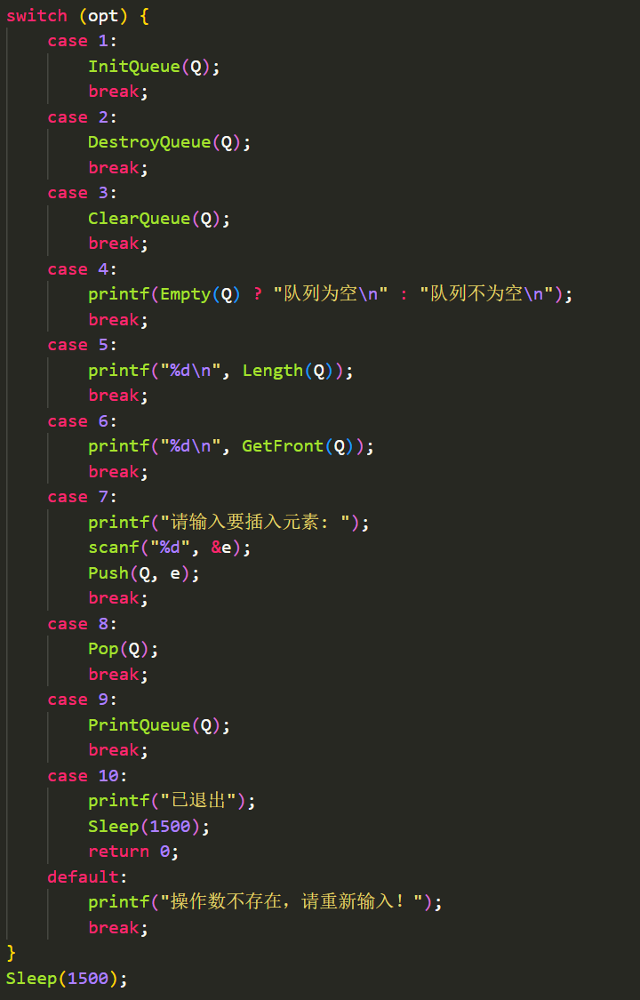 switch (opt) {
    case 1:
        InitQueue(Q);
        break;
    case 2:
        DestroyQueue(Q);
        break;
    case 3:
        ClearQueue(Q);
        break;
    case 4:
        printf(Empty(Q) ? "队列为空\n" : "队列不为空\n");
        break;
    case 5:
        printf("%d\n", Length(Q));
        break;
    case 6:
        printf("%d\n", GetFront(Q));
        break;
    case 7:
        printf("请输入要插入元素: ");
        scanf("%d", &e);
        Push(Q, e);
        break;
    case 8:
        Pop(Q);
        break;
    case 9:
        PrintQueue(Q);
        break;
    case 10:
        printf("已退出");
        Sleep(1500);
        return 0;
    default:
        printf("操作数不存在，请重新输入！");
        break;
}
Sleep(1500);